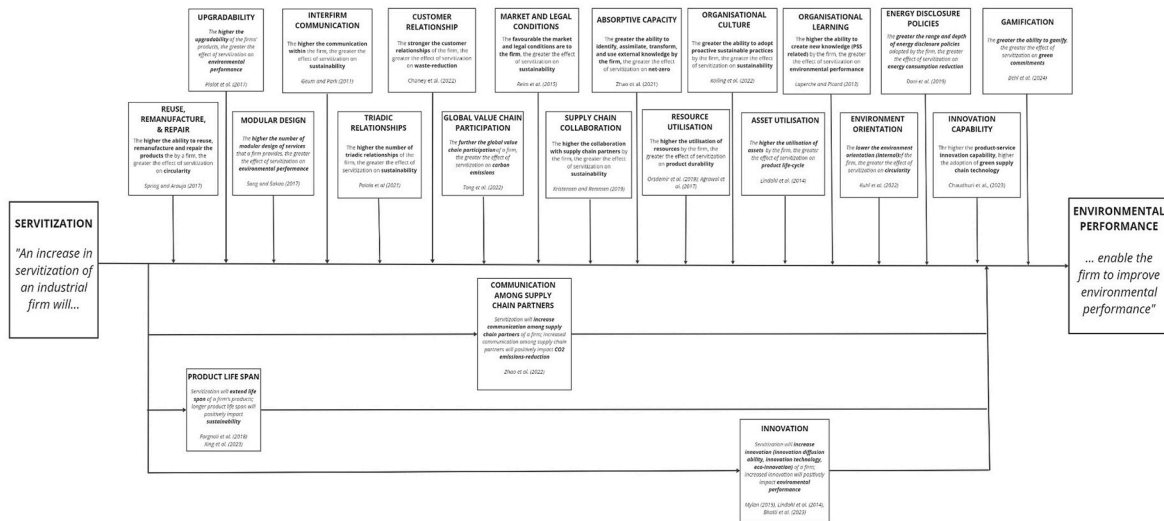 UPGRADABILITY
The higher the
upgradability of the firms'
products, the greater the
effect of servitization on
environmental
performance
Pialot et al. (2017)
INTERFIRM
COMMUNICATION
The higher the communication
within the firm, the greater the
effect of servitization on
sustainability
Geum and Park (2011)
CUSTOMER
RELATIONSHIP
The stronger the customer
relationships of the firm, the
greater the effect of servitization
on waste-reduction
Chaney et al. (2022)
MARKET AND LEGAL
CONDITIONS
The favourable the market
and legal conditions are to
the firm, the greater the effect
of servitization on
sustainability
Reim et al. (2015)
ABSORPTIVE CAPACITY
The greater the ability to
identify, assimilate, transform,
and use external knowledge by
the firm, the greater the effect
of servitization on net-zero
Zhao et al. (2021)
ORGANISATIONAL
CULTURE
The greater the ability to adopt
proactive sustainable practices
by the firm, the greater the
effect of servitization on
sustainability
Kolling et al. (2022)
ORGANISATIONAL
LEARNING
The higher the ability to
create new knowledge (PSS
related) by the firm, the greater
the effect of servitization on
environmental performance
Laperche and Picard (2013)
ENERGY DISCLOSURE
POLICIES
The greater the range and depth
of energy disclosure policies
adopted by the firm, the greater
the effect of servitization on
energy consumption reduction
Doni et al. (2019)
GAMIFICATION
The greater the ability to gamify,
the greater the effect of
servitization on green
commitments
Behl et al. (2024)
REUSE,
REMANUFACTURE,
& REPAIR
The higher the ability to reuse,
remanufacture and repair the
products the by a firm, the
greater the effect of
servitization on
circularity
Spring and Araujo (2017)
MODULAR DESIGN
The higher the number of
modular design of services
that a firm provides, the greater
the effect of servitization on
environmental performance
Song and Sakao (2017)
TRIADIC
RELATIONSHIPS
The higher the number of
triadic relationships of the
firm, the greater the effect of
servitization on sustainability
Palola et al (2021)
GLOBAL VALUE CHAIN
PARTICIPATION
The further the global value
chain participation of a firm,
the greater the effect of
servitization on carbon
emissions
Tang et al. (2022)
SUPPLY CHAIN
COLLABORATION
The higher the collaboration
with supply chain partners by
the firm, the greater the effect
of servitization on
sustainability
Kristensen and Remmen (2019)
RESOURCE
UTILISATION
The higher the utilisation of
resources by the firm, the
greater the effect of servitization
on product durability
Orsdemir et al. (2019); Agrawal et
al. (2017)
ASSET UTILISATION
The higher the utilisation of
assets by the firm, the greater
the effect of servitization on
product life-cycle
Lindahl et al. (2014)
ENVIRONMENT
ORIENTATION
The lower the environment
orientation (internal)of the
firm, the greater the effect of
servitization on circularity
Kuhl et al. (2022)
INNOVATION
CAPABILITY
The higher the product-service
innovation capability, higher
the adoption of green supply
chain technology
Chaudhuri et al., (2023)
SERVITIZATION
"An increase in
servitization of
an industrial
firm will...
ENVIRONMENTAL
PERFORMANCE
... enable the
firm to improve
environmental
performance"
COMMUNICATION
AMONG SUPPLY
CHAIN PARTNERS
Servitization will increase
communication among supply
chain partners of a firm; increased
communication among supply chain
partners will positively impact CO2
emissions-reduction
Zhao et al. (2022)
PRODUCT LIFE SPAN
Servitization will extend life
span of a firm's products;
longer product life span will
positively impact
sustainability
Fargnoli et al. (2018)
Xing et al. (2023)
INNOVATION
Servitization will increase
innovation (innovation diffusion
ability, innovation technology,
eco-innovation) of a firm;
increased innovation will positively
impact enviromental
performance
Mylan (2015), Lindahl et al. (2014),
Bhatti et al. (2023)